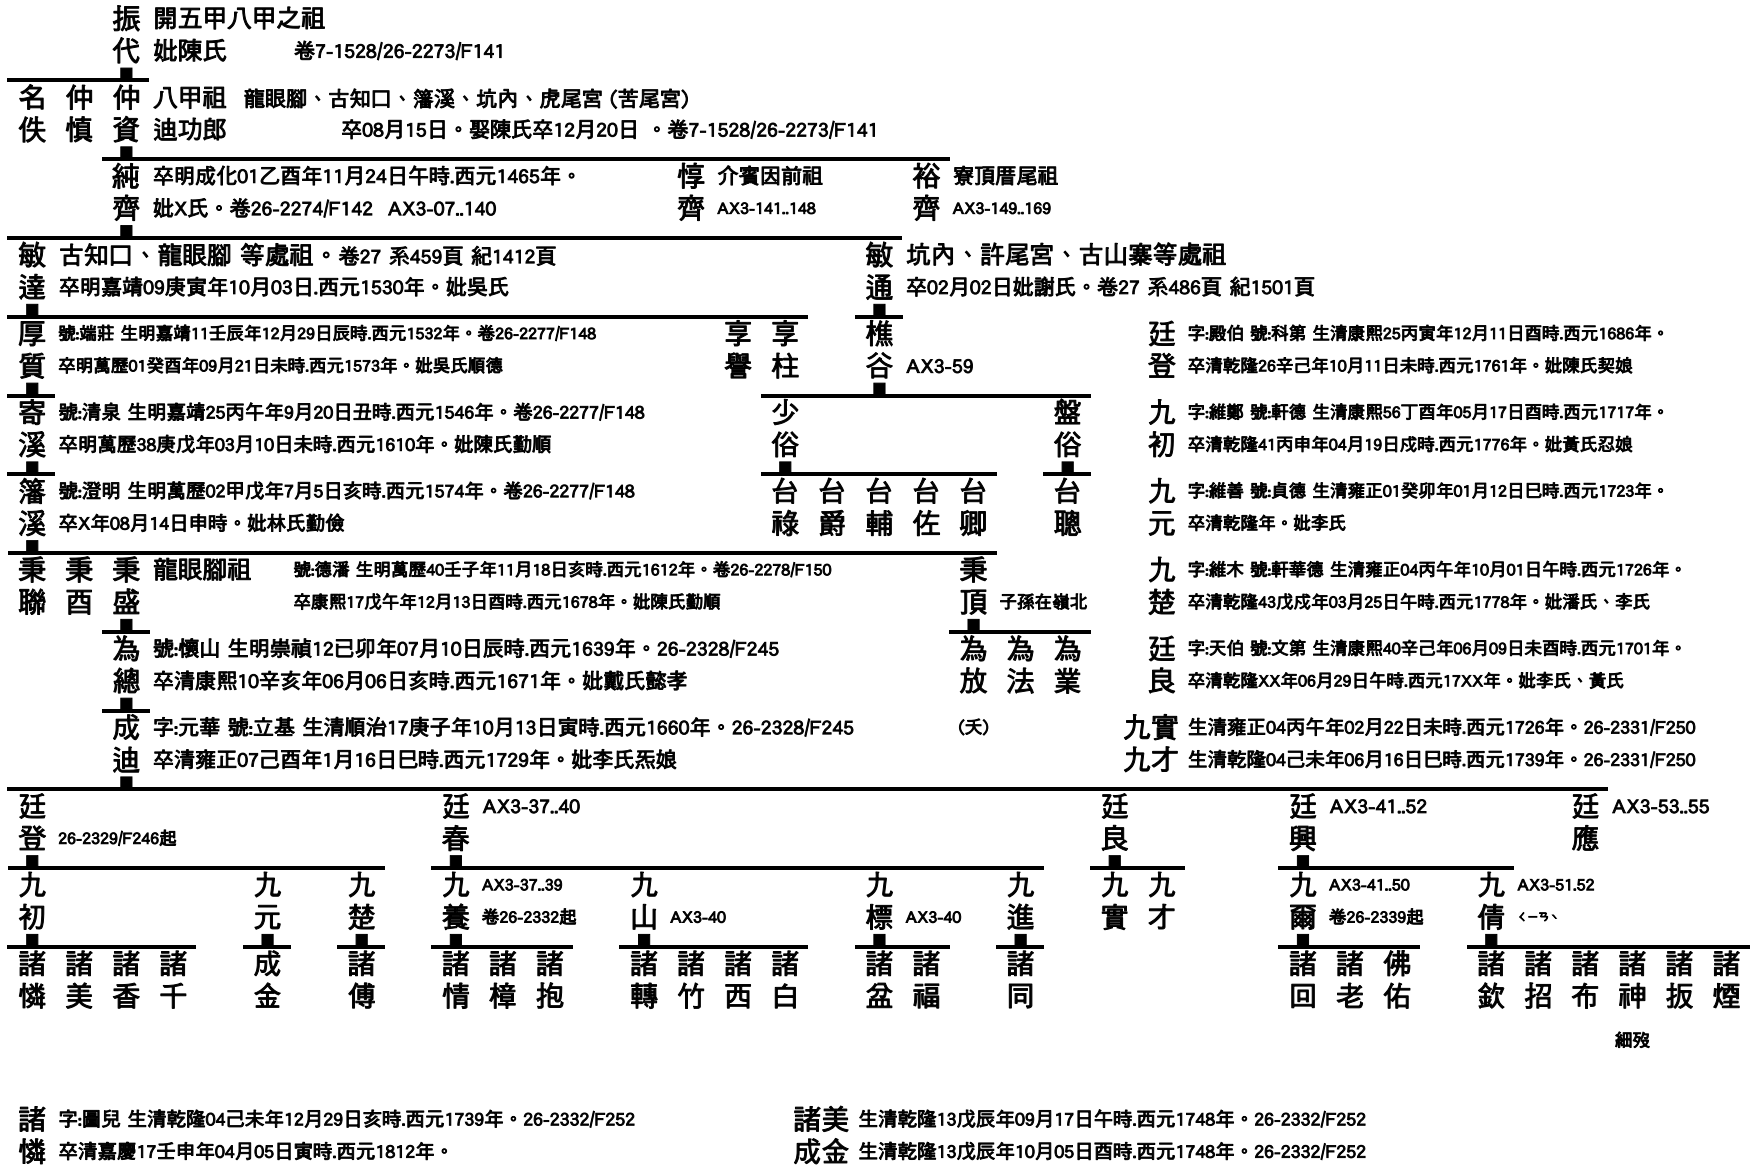 振 開五甲八甲之祖
代 妣陳氏 卷7-1528/26-2273/F141
名佚 仲慎 仲資 八甲祖 龍眼腳、古知口、籓溪、坑內、虎尾宮 (苦尾宮)
迪功郎 卒08月15日。娶陳氏卒12月20日 。卷7-1528/26-2273/F141
純齊 卒明成化01乙酉年11月24日午時.西元1465年。
妣X氏。卷26-2274/F142 AX3-07..140
惇齊 介賓因前祖
AX3-141..148
裕齊 寮頂厝尾祖
AX3-149..169
敏達 古知口、龍眼腳 等處祖。卷27 系459頁 紀1412頁
卒明嘉靖09庚寅年10月03日.西元1530年。妣吳氏
敏通 坑內、許尾宮、古山寨等處祖
卒02月02日妣謝氏。卷27 系486頁 紀1501頁
厚質 號:端莊 生明嘉靖11壬辰年12月29日辰時.西元1532年。卷26-2277/F148
卒明萬歷01癸酉年09月21日未時.西元1573年。妣吳氏順德
享譽 享柱
樵谷 AX3-59
廷登 字:殿伯 號:科第 生清康熙25丙寅年12月11日酉時.西元1686年。
卒清乾隆26辛己年10月11日未時.西元1761年。妣陳氏契娘
寄溪 號:清泉 生明嘉靖25丙午年9月20日丑時.西元1546年。卷26-2277/F148
卒明萬歷38庚戊年03月10日未時.西元1610年。妣陳氏勤順
少俗 盤俗
九初 字:維鄭 號:軒德 生清康熙56丁酉年05月17日酉時.西元1717年。
卒清乾隆41丙申年04月19日戍時.西元1776年。妣黃氏忍娘
籓溪 號:澄明 生明萬歷02甲戊年7月5日亥時.西元1574年。卷26-2277/F148
卒X年08月14日申時。妣林氏勤儉
台祿 台爵 台輔 台佐 台卿 台聰
九元 字:維善 號:貞德 生清雍正01癸卯年01月12日巳時.西元1723年。
卒清乾隆年。妣李氏
秉聯 秉酉 秉盛 龍眼腳祖 號:德潘 生明萬歷40壬子年11月18日亥時.西元1612年。卷26-2278/F150
卒康熙17戊午年12月13日酉時.西元1678年。妣陳氏勤順
秉頂 子孫在嶺北
九楚 字:維木 號:軒華德 生清雍正04丙午年10月01日午時.西元1726年。
卒清乾隆43戊戍年03月25日午時.西元1778年。妣潘氏、李氏
為總 號:懷山 生明崇禎12己卯年07月10日辰時.西元1639年。26-2328/F245
卒清康熙10辛亥年06月06日亥時.西元1671年。妣戴氏懿孝
為放 為法 為業
廷良 字:天伯 號:文第 生清康熙40辛己年06月09日未酉時.西元1701年。
卒清乾隆XX年06月29日午時.西元17XX年。妣李氏、黃氏
成迪 字:元華 號:立基 生清順治17庚子年10月13日寅時.西元1660年。26-2328/F245 (夭)
卒清雍正07己酉年1月16日巳時.西元1729年。妣李氏炁娘
九實 生清雍正04丙午年02月22日未時.西元1726年。26-2331/F250
九才 生清乾隆04己未年06月16日巳時.西元1739年。26-2331/F250
廷登 26-2329/F246起
廷春 AX3-37..40
廷良
廷興 AX3-41..52
廷應 AX3-53..55
九初 九元 九楚
九養 AX3-37..39
卷26-2332起
九山 AX3-40
九標 AX3-40
九進 九實 九才
九爾 AX3-41..50
卷26-2339起
九倩 AX3-51.52
ㄑㄧㄢˋ
諸憐 諸美 諸香 諸千 成金 諸傅 諸情 諸樟 諸抱 諸轉 諸竹 諸西 諸白 諸盆 諸福 諸同 諸回 諸老 佛佑 諸欽 諸招 諸布 諸神 諸扳 諸煙
細歿
諸憐 字:圖兒 生清乾隆04己未年12月29日亥時.西元1739年。26-2332/F252
卒清嘉慶17壬申年04月05日寅時.西元1812年。
諸美 生清乾隆13戊辰年09月17日午時.西元1748年。26-2332/F252
成金 生清乾隆13戊辰年10月05日酉時.西元1748年。26-2332/F252